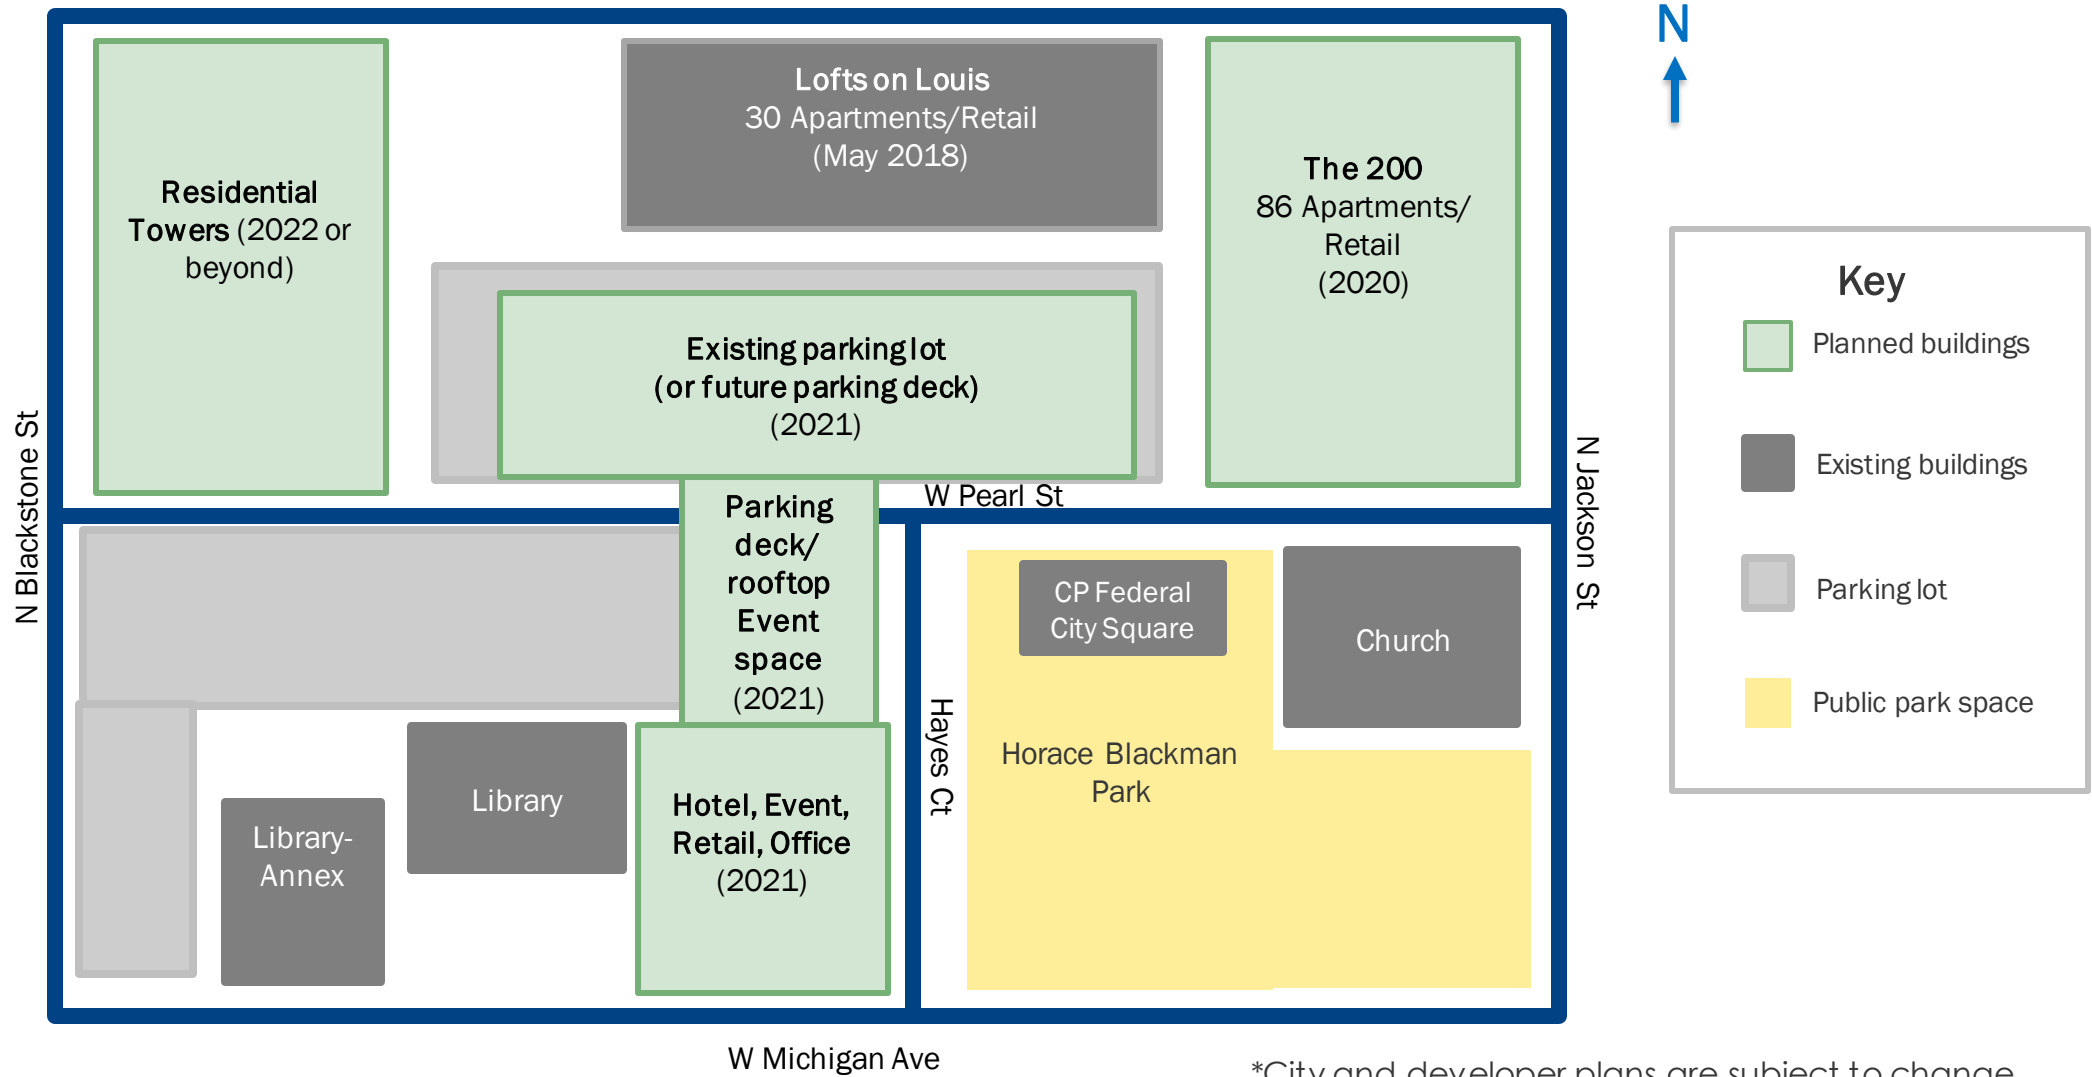 N
Lofts on Louis
30 Apartments/Retail
(May 2018)
The 200
86 Apartments/
Retail
(2020)
Residential
Towers (2022 or
beyond)
Existing parking lot
(or future parking deck)
(2021)
Key
Planned buildings
Existing buildings
Parking lot
Public park space
N Blackstone St
N Jackson St
W Pearl St
Parking
deck/
rooftop
Event
space
(2021)
CP Federal
City Square
Church
Hayes Ct
Horace Blackman
Park
Library
Library-
Annex
Hotel, Event,
Retail, Office
(2021)
W Michigan Ave
*City and developer plans are subject to change